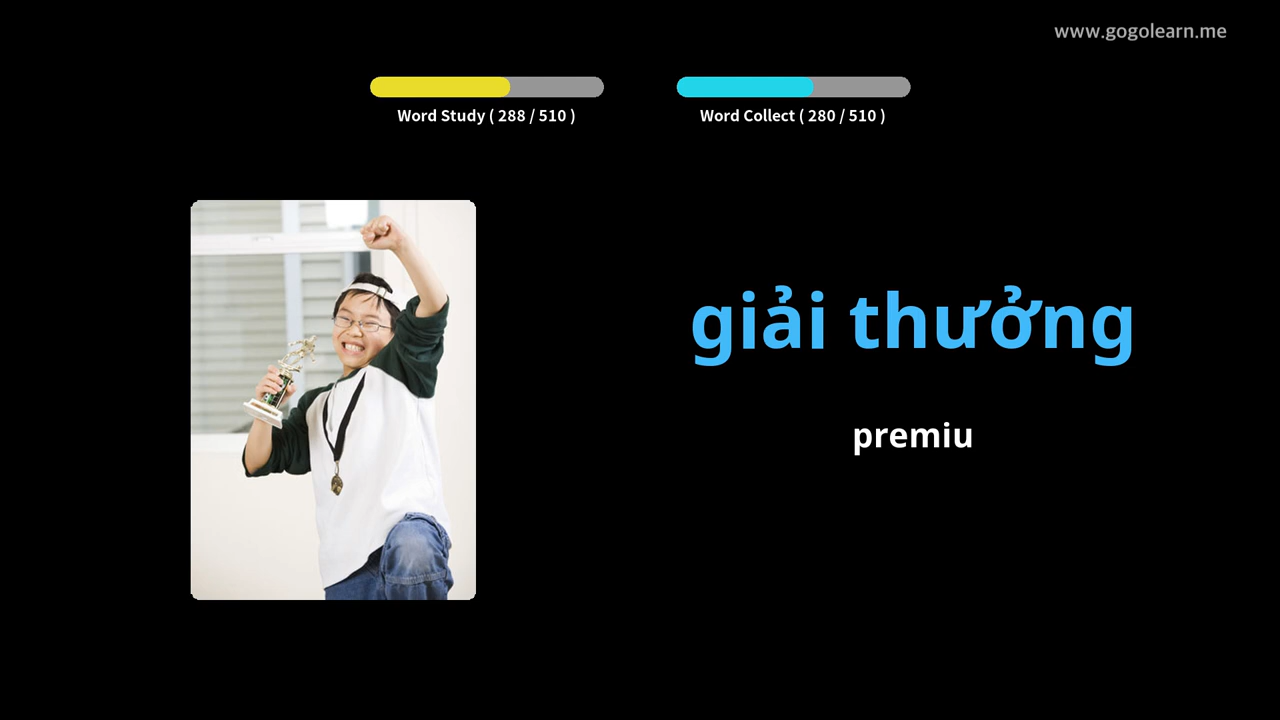 www.gogolearn.me
Word Study ( 288 / 510 )
Word Collect ( 280 / 510 )
giải thưởng
premiu